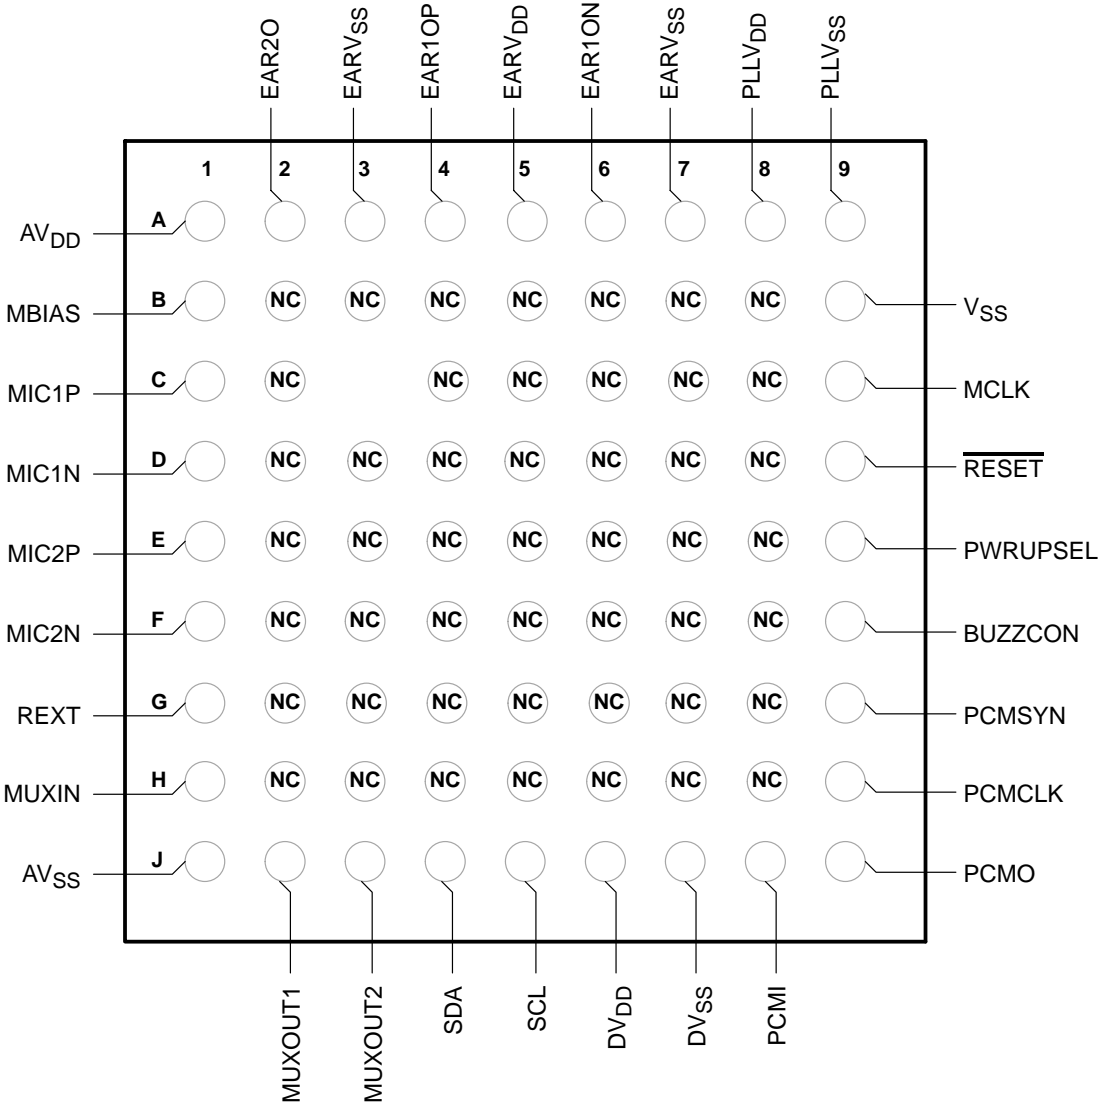 EAR2O EARVSS EAR1OP EARVDD EAR1ON EARVSS PLLVDD PLLVSS
1 2 3 4 5 6 7 8 9
AVDD A
MBIAS B NC NC NC NC NC NC NC VSS
MIC1P C NC NC NC NC NC NC MCLK
MIC1N D NC NC NC NC NC NC NC RESET
MIC2P E NC NC NC NC NC NC NC PWRUPSEL
MIC2N F NC NC NC NC NC NC NC BUZZCON
REXT G NC NC NC NC NC NC NC PCMSYN
MUXIN H NC NC NC NC NC NC NC PCMCLK
AVSS J PCMO
MUXOUT1 MUXOUT2 SDA SCL DVDD DVSS PCMI